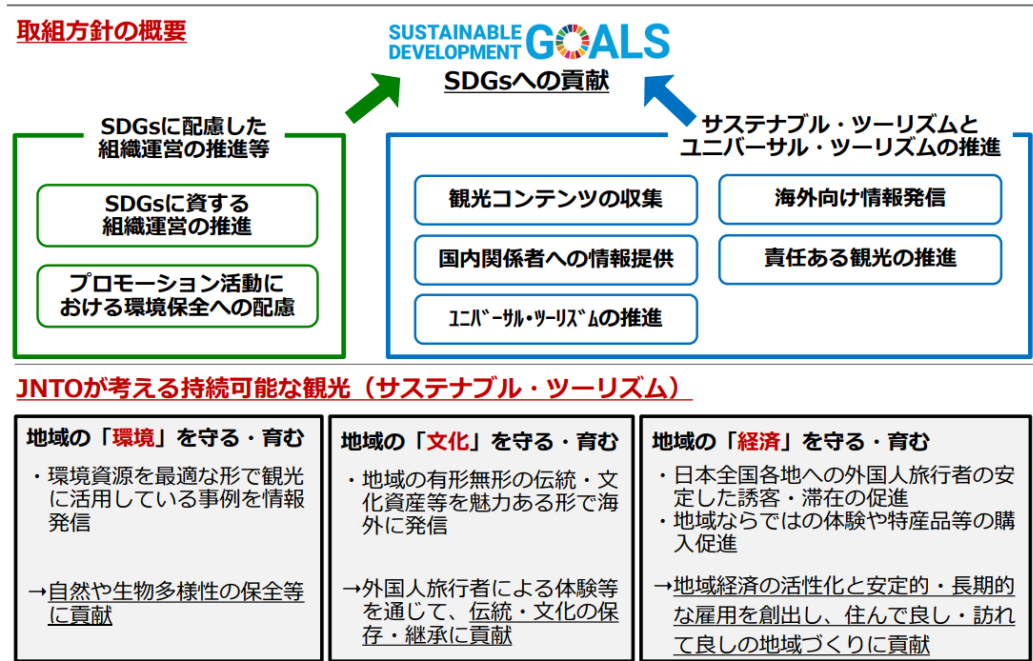 取組方針の概要
SUSTAINABLE
DEVELOPMENT GOALS
SDGsへの貢献
SDGsに配慮した
組織運営の推進等
SDGsに資する
組織運営の推進
プロモーション活動に
おける環境保全への配慮
サステナブル・ツーリズムと
ユニバーサル・ツーリズムの推進
観光コンテンツの収集
海外向け情報発信
国内関係者への情報提供
責任ある観光の推進
ﾕﾆﾊﾞｰｻﾙ・ﾂｰﾘｽﾞﾑの推進
JNTOが考える持続可能な観光（サステナブル・ツーリズム）
地域の「環境」を守る・育む
・環境資源を最適な形で観光
に活用している事例を情報
発信
→自然や生物多様性の保全等
に貢献
地域の「文化」を守る・育む
・地域の有形無形の伝統・文
化資産等を魅力ある形で海
外に発信
→外国人旅行者による体験等
を通じて、伝統・文化の保
存・継承に貢献
地域の「経済」を守る・育む
・日本全国各地への外国人旅行者の安
定した誘客・滞在の促進
・地域ならではの体験や特産品等の購
入促進
→地域経済の活性化と安定的・長期的
な雇用を創出し、住んで良し・訪れ
て良しの地域づくりに貢献